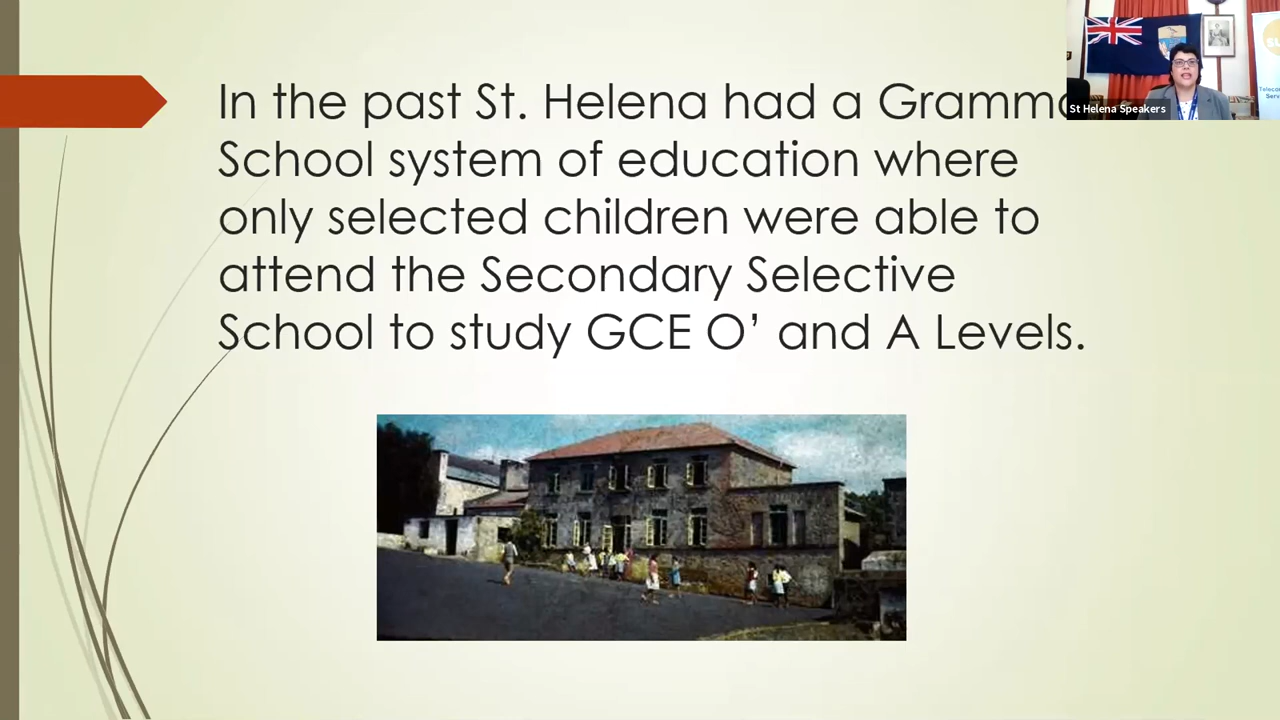 In the past St. Helena had a Gramma
School system of education where
only selected children were able to
attend the Secondary Selective
School to study GCE O’ and A Levels.
St Helena Speakers